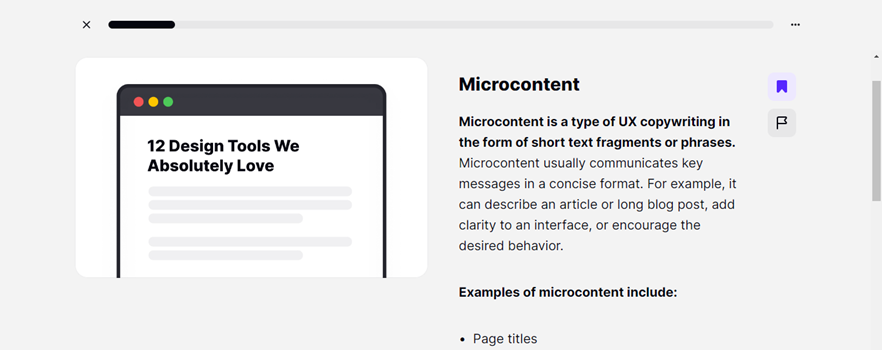 12 Design Tools We
Absolutely Love
Microcontent
Microcontent is a type of UX copywriting in
the form of short text fragments or phrases.
Microcontent usually communicates key
messages in a concise format. For example, it
can describe an article or long blog post, add
clarity to an interface, or encourage the
desired behavior.
Examples of microcontent include:
• Page titles